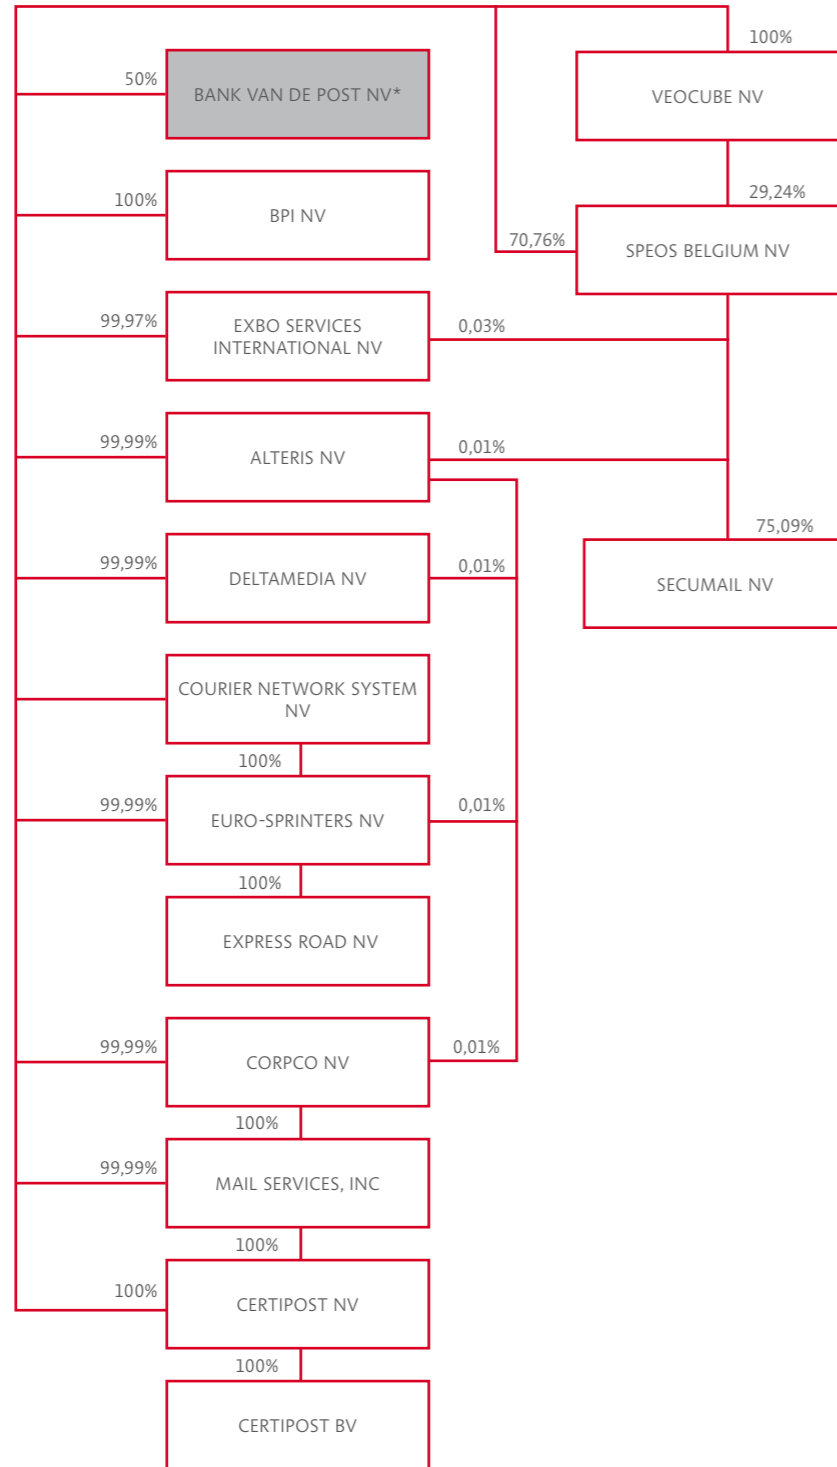 100%
50%
BANK VAN DE POST NV*
VEOCUBE NV
100%
BPI NV
29,24%
70,76%
SPEOS BELGIUM NV
99,97%
EXBO SERVICES
INTERNATIONAL NV
0,03%
99,99%
ALTERIS NV
0,01%
75,09%
99,99%
DELTAMEDIA NV
0,01%
SECUMAIL NV
COURIER NETWORK SYSTEM
NV
100%
99,99%
EURO-SPRINTERS NV
0,01%
100%
EXPRESS ROAD NV
99,99%
CORPCO NV
0,01%
100%
99,99%
MAIL SERVICES, INC
100%
100%
CERTIPOST NV
100%
CERTIPOST BV